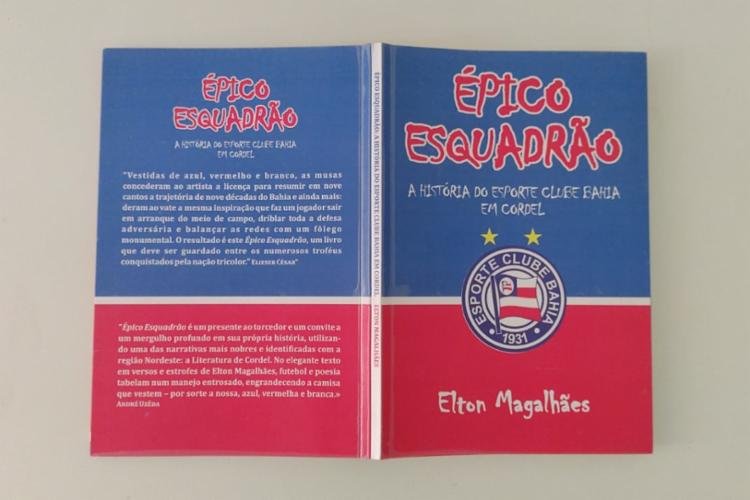 ÉPICO
ESQUADRÃO
A HISTÓRIA DO ESPORTE CLUBE BAHIA
EM CORDEL
"Vestidas de azul, vermelho e branco, as musas
concederam ao artista a licença para resumir em nove
cantos a trajetória de nove décadas do Bahia e ainda mais:
deram ao vate a mesma inspiração que faz um jogador sair
em arranque do meio de campo, driblar toda a defesa
adversária e balançar as redes com um fôlego
monumental. O resultado é este Épico Esquadrão, um livro
que deve ser guardado entre os numerosos troféus
conquistados pela nação tricolor." Elieser César"
"Épico Esquadrão é um presente ao torcedor e um convite a
um mergulho profundo em sua própria história, utilizan-
do uma das narrativas mais nobres e identificadas com a
região Nordeste: a Literatura de Cordel. No elegante texto
em versos e estrofes de Elton Magalhães, futebol e poesia
tabelam num manejo entrosado, engrandecendo a camisa
que vestem – por sorte a nossa, azul, vermelha e branca.»
André Uzêda
ÉPICO ESQUADRÃO: A HISTÓRIA DO ESPORTE CLUBE BAHIA EM CORDEL. ELTON MAGALHÃES
ÉPICO
ESQUADRÃO
A HISTÓRIA DO ESPORTE CLUBE BAHIA
EM CORDEL
ESPORTE CLUBE BAHIA
1931
Elton Magalhães